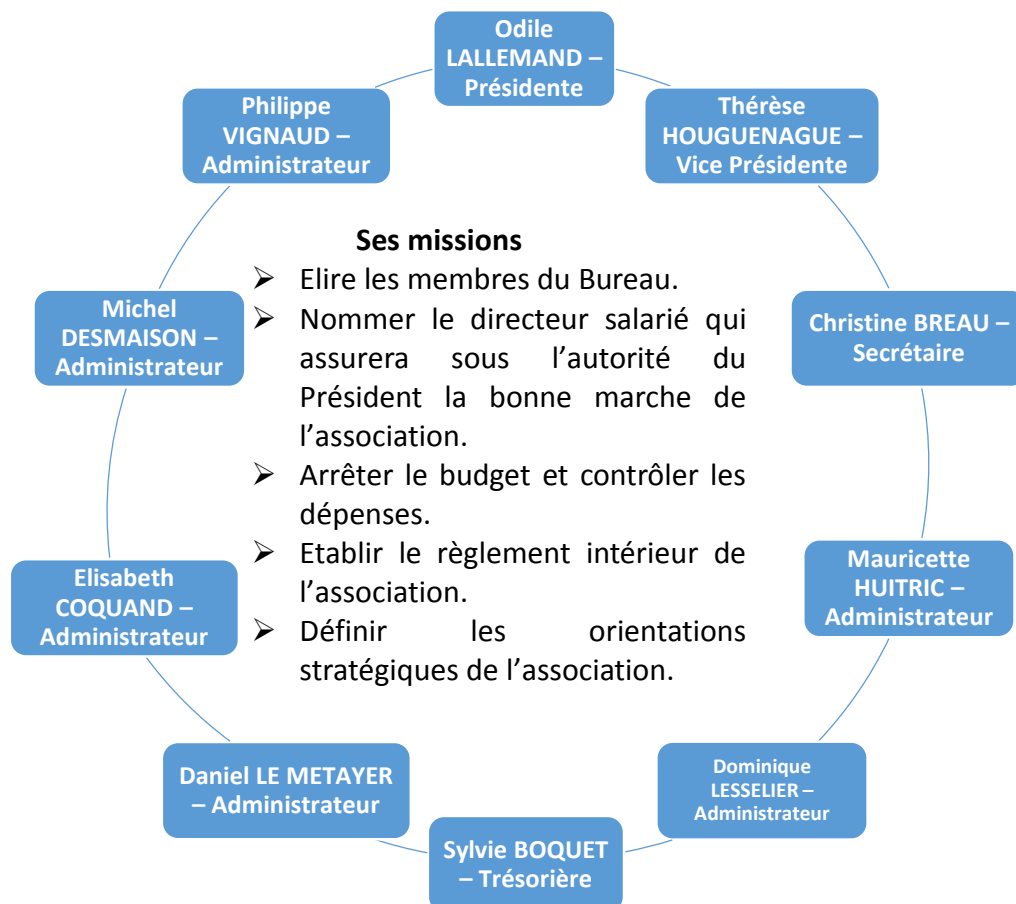 Odile
LALLEMAND –
Présidente
Thérèse
HOUGUENAGUE –
Vice Présidente
Christine BREAU –
Secrétaire
Mauricette
HUITRIC –
Administrateur
Dominique
LESSELIER –
Administrateur
Sylvie BOQUET
– Trésorière
Daniel LE METAYER
– Administrateur
Elisabeth
COQUAND –
Administrateur
Michel
DESMAISON –
Administrateur
Philippe
VIGNAUD –
Administrateur
Ses missions
➢ Elire les membres du Bureau.
➢ Nommer le directeur salarié qui
assurera sous l’autorité du
Président la bonne marche de
l’association.
➢ Arrêter le budget et contrôler les
dépenses.
➢ Etablir le règlement intérieur de
l’association.
➢ Définir les orientations
stratégiques de l’association.